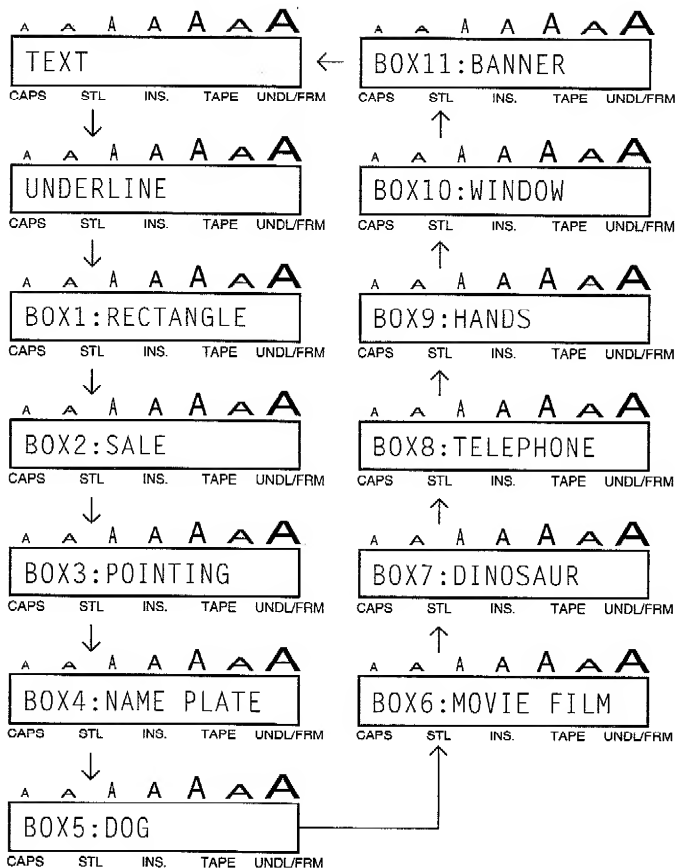 A A A A A A A
TEXT
CAPS STL INS. TAPE UNDL/FRM
A A A A A A A
UNDERLINE
CAPS STL INS. TAPE UNDL/FRM
A A A A A A A
BOX1:RECTANGLE
CAPS STL INS. TAPE UNDL/FRM
A A A A A A A
BOX2:SALE
CAPS STL INS. TAPE UNDL/FRM
A A A A A A A
BOX3:POINTING
CAPS STL INS. TAPE UNDL/FRM
A A A A A A A
BOX4:NAME PLATE
CAPS STL INS. TAPE UNDL/FRM
A A A A A A A
BOX5:DOG
CAPS STL INS. TAPE UNDL/FRM
A A A A A A A
BOX6:MOVIE FILM
CAPS STL INS. TAPE UNDL/FRM
A A A A A A A
BOX7:DINOSAUR
CAPS STL INS. TAPE UNDL/FRM
A A A A A A A
BOX8:TELEPHONE
CAPS STL INS. TAPE UNDL/FRM
A A A A A A A
BOX9:HANDS
CAPS STL INS. TAPE UNDL/FRM
A A A A A A A
BOX10:WINDOW
CAPS STL INS. TAPE UNDL/FRM
A A A A A A A
BOX11:BANNER
CAPS STL INS. TAPE UNDL/FRM